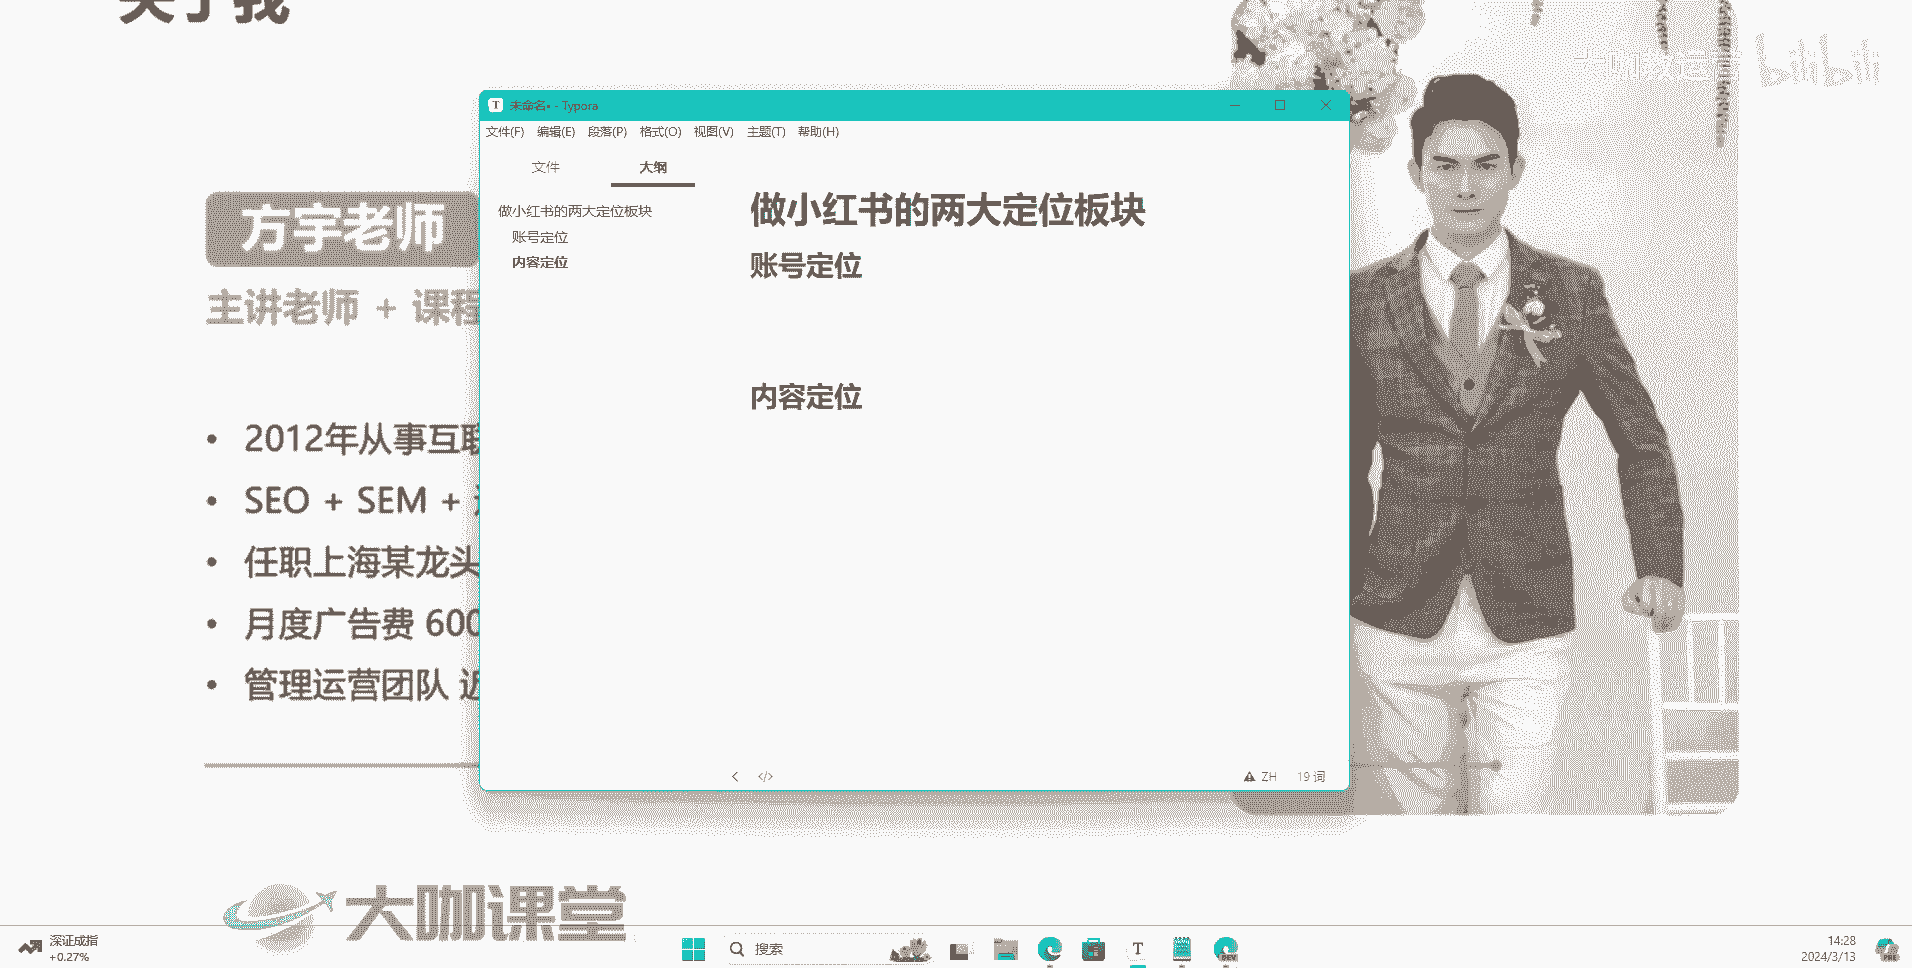 关于我
大咖教运营 bilibili
未命名• - Typora
文件(F) 编辑(E) 段落(P) 格式(O) 视图(V) 主题(T) 帮助(H)
文件 大纲
做小红书的两大定位板块
账号定位
内容定位
做小红书的两大定位板块
账号定位
内容定位
ZH 19 词
方宇老师
主讲老师 + 课程
• 2012年从事互联
• SEO + SEM +
• 任职上海某龙头
• 月度广告费 600
• 管理运营团队 近
大咖课堂
深证成指
+0.27%
搜索
14:28
2024/3/13